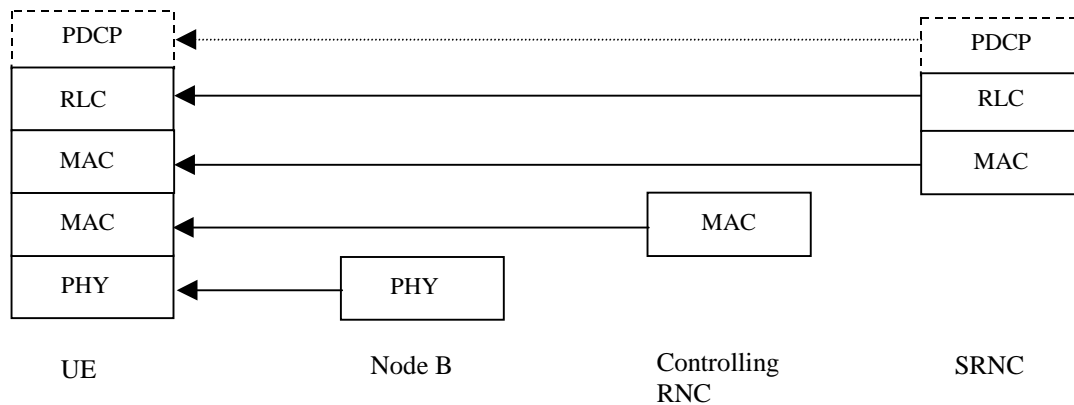 PDCP
PDCP
RLC
RLC
MAC
MAC
MAC
MAC
PHY
PHY
UE
Node B
Controlling
RNC
SRNC